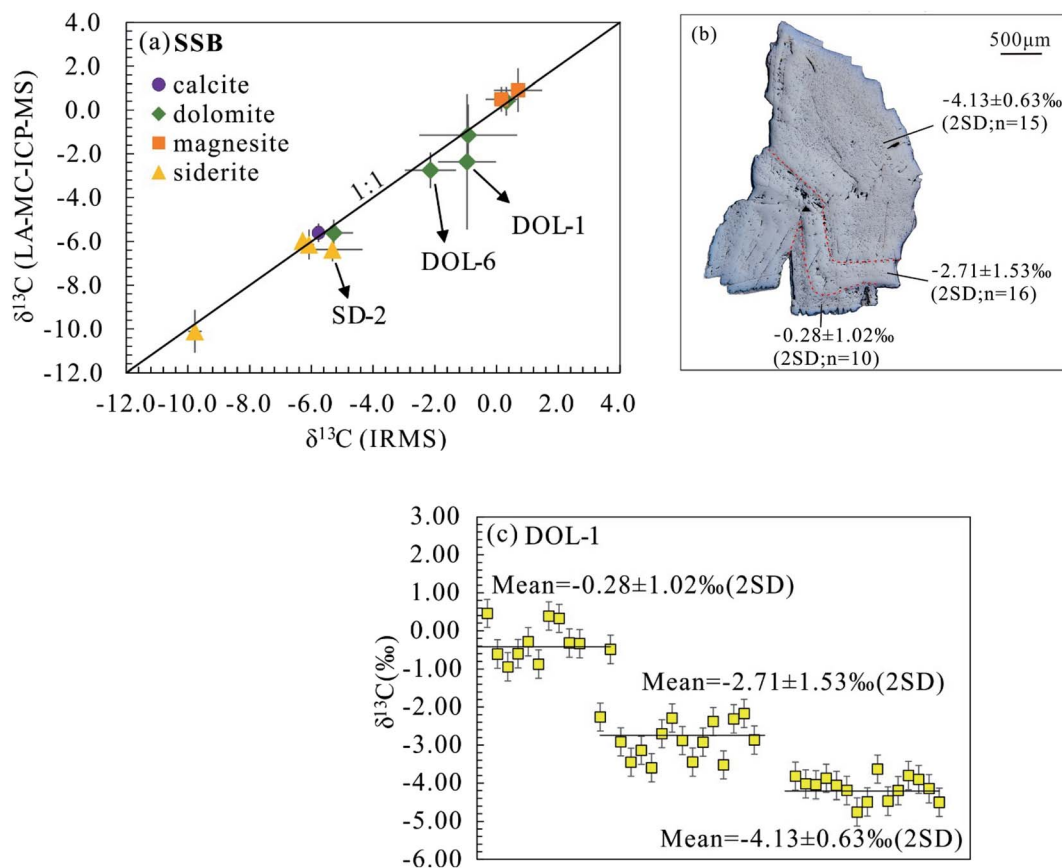 (a) SSB
calcite
dolomite
magnesite
siderite
1:1
DOL-1
DOL-6
SD-2
4.0
2.0
0.0
-2.0
-4.0
-6.0
-8.0
-10.0
-12.0
δ¹³C (LA-MC-ICP-MS)
-12.0 -10.0 -8.0 -6.0 -4.0 -2.0 0.0 2.0 4.0
δ¹³C (IRMS)
(b)
500μm
-4.13±0.63‰
(2SD;n=15)
-2.71±1.53‰
(2SD;n=16)
-0.28±1.02‰
(2SD;n=10)
(c) DOL-1
Mean=-0.28±1.02‰(2SD)
Mean=-2.71±1.53‰(2SD)
Mean=-4.13±0.63‰(2SD)
3.00
2.00
1.00
0.00
-1.00
-2.00
-3.00
-4.00
-5.00
-6.00
δ¹³C(‰)